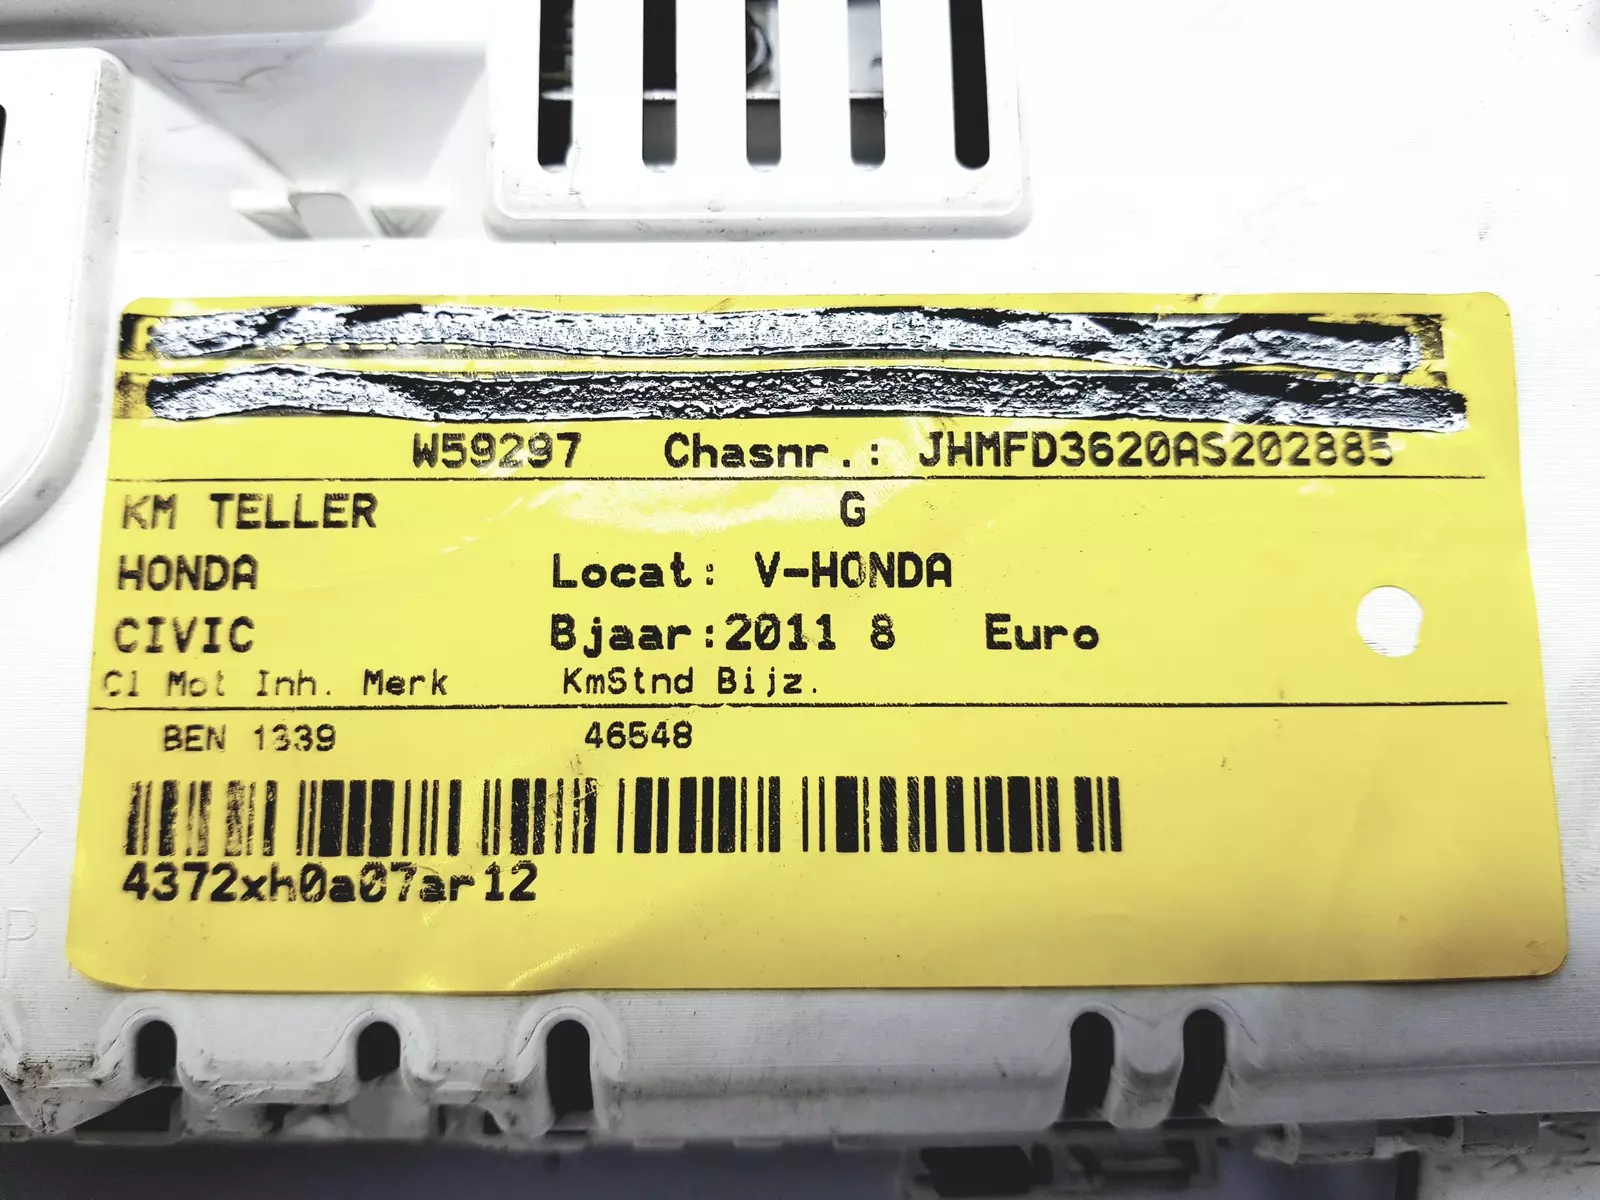 W59297 Chasnr.: JHMFD3620AS202885
KM TELLER G
HONDA Locat: V-HONDA
CIVIC Bjaar:2011 8 Euro
Cl Mot Inh. Merk KmStnd Bijz.
BEN 1339 46548
4372xh0a07ar12